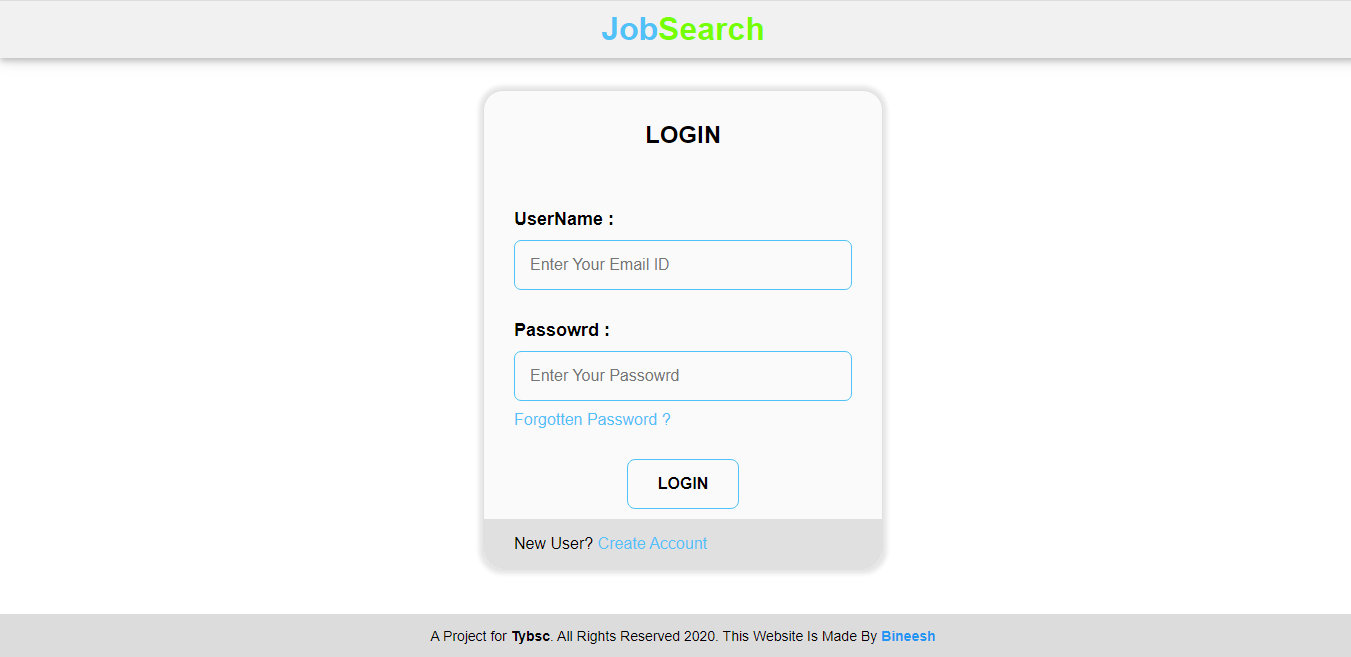 JobSearch
LOGIN
UserName :
Enter Your Email ID
Passowrd :
Enter Your Passowrd
Forgotten Password ?
LOGIN
New User? Create Account
A Project for Tybsc. All Rights Reserved 2020. This Website Is Made By Bineesh